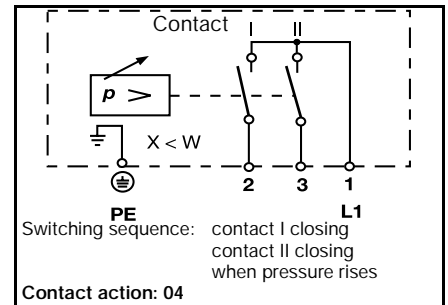 Contact I II
p >
X < W
2 3 1
PE L1
Switching sequence: contact I closing
contact II closing
when pressure rises
Contact action: 04